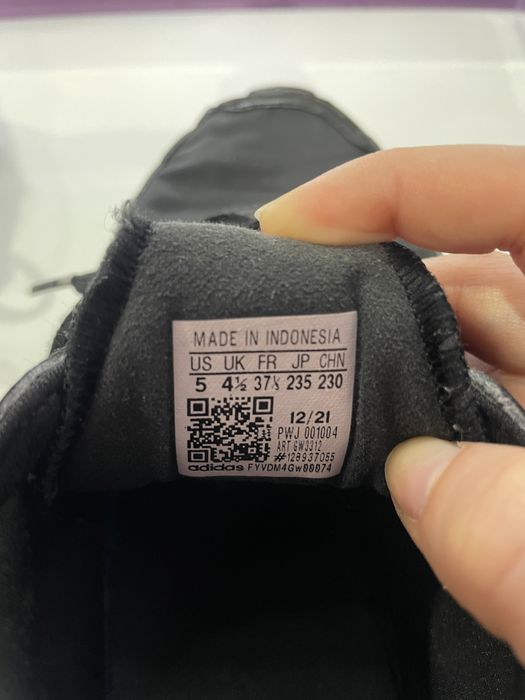 MADE IN INDONESIA
US UK FR JP CHN
5 4½ 37⅓ 235 230
12/21
PWJ 001004
ART GW3312
#128937055
adidas FYVDM4Gw00074